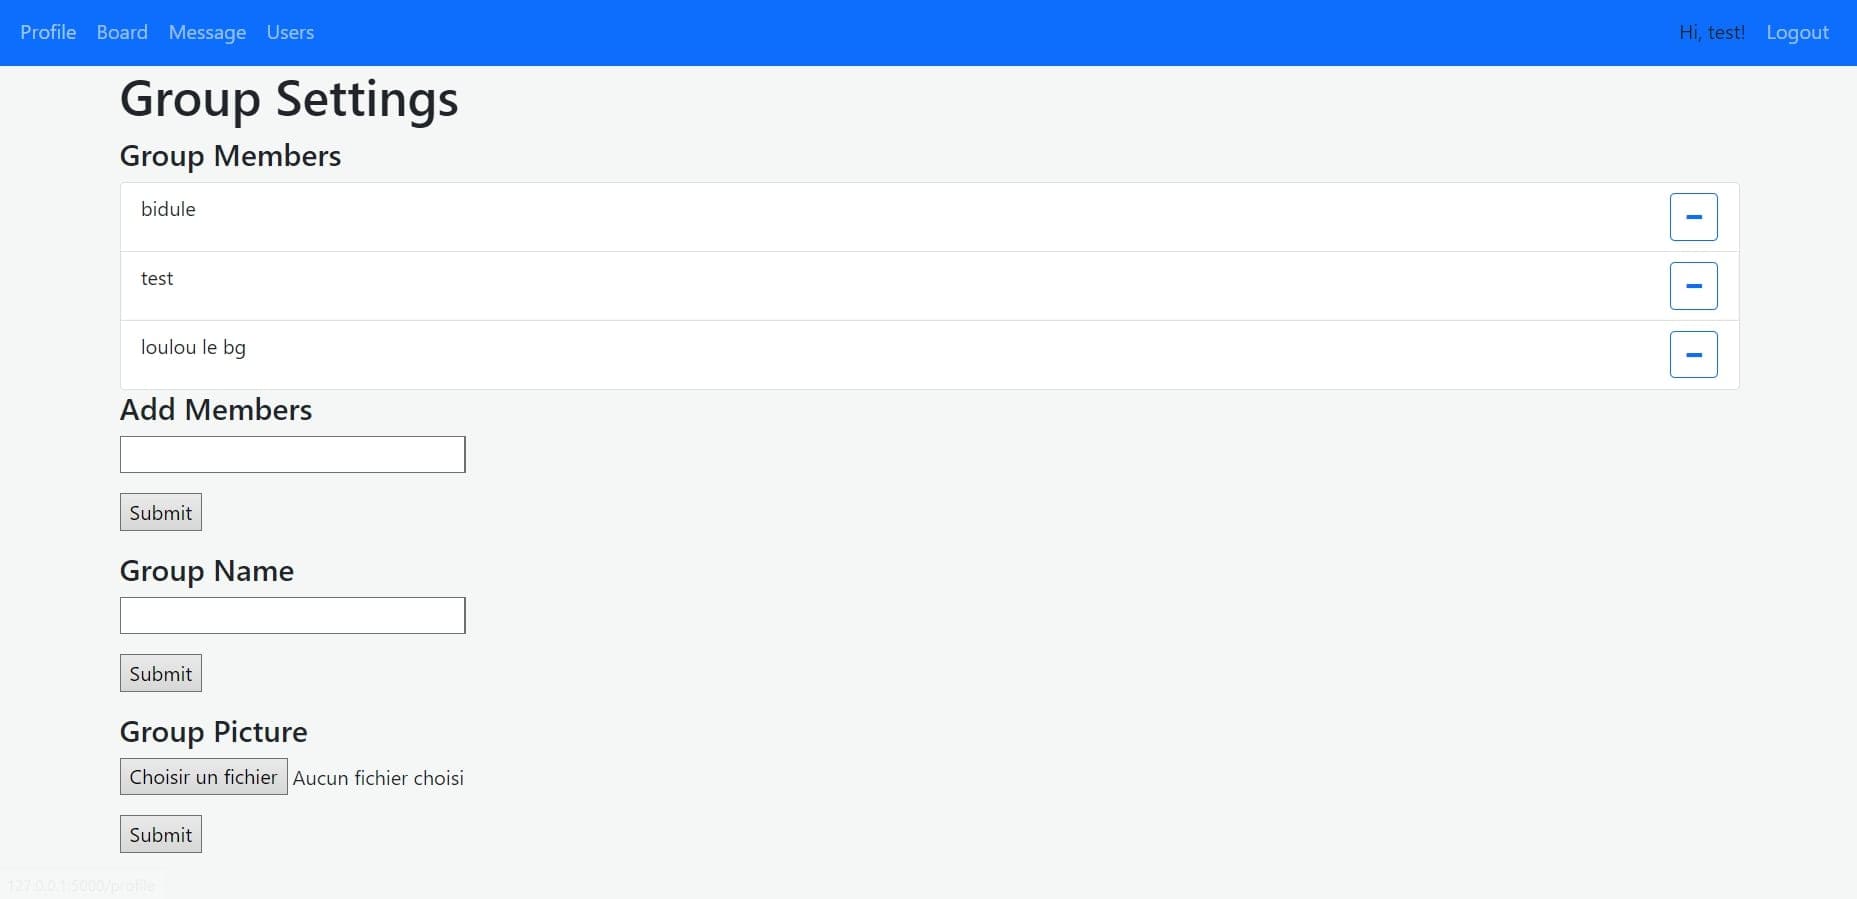 Profile Board Message Users Hi, test! Logout
Group Settings
Group Members
bidule
test
loulou le bg
Add Members
Submit
Group Name
Submit
Group Picture
Choisir un fichier Aucun fichier choisi
Submit
127.0.0.1:5000/profile